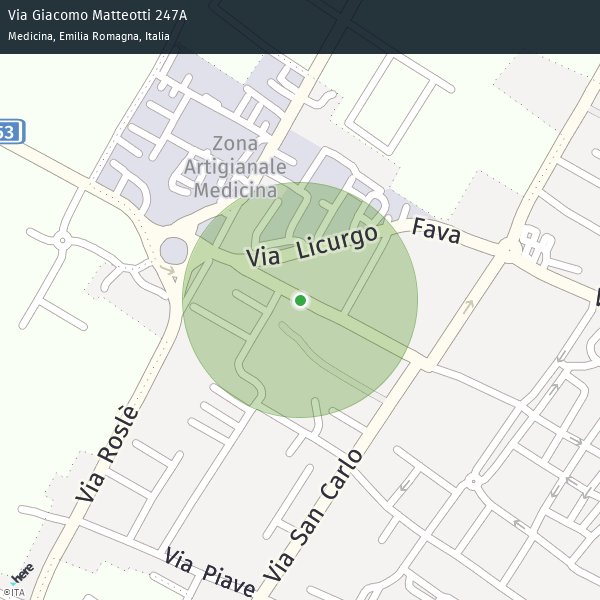 Via Giacomo Matteotti 247A
Medicina, Emilia Romagna, Italia
53
Zona
Artigianale
Medicina
Via Licurgo Fava
Via Roslè
Via San Carlo
Via Piave
here
©ITA